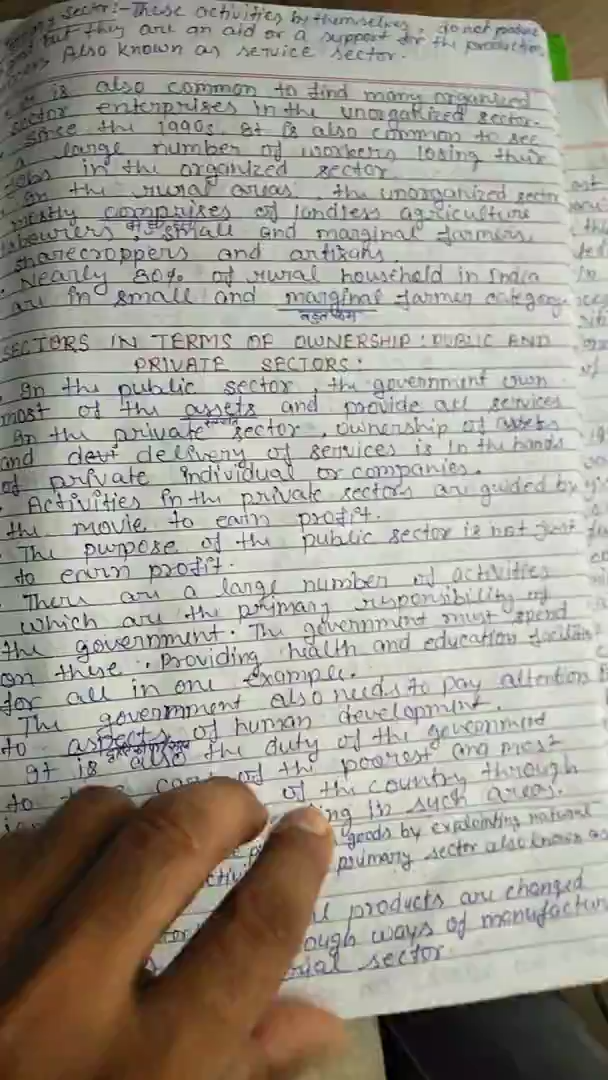 sector:- These activities by themselves, do not produce
but they are an aid or a support for the production
Also known as service sector.
It is also common to find many organized
sector enterprises in the unorganized sector.
since the 1990s. It is also common to see
a large number of workers losing their
jobs in the organized sector.
In the rural areas, the unorganized sector
mostly comprises of landless agriculture
labourers, small and marginal farmers,
sharecroppers and artisans.
Nearly 80% of rural household in India
are in small and marginal farmer category
SECTORS IN TERMS OF OWNERSHIP: PUBLIC AND
PRIVATE SECTORS:
In the public sector, the government own
most of the assets and provide all services
In the private sector, ownership of assets
and delivery of services is in the hands
of private individual or companies.
Activities in the private sectors are guided by
the movie to earn profit.
The purpose of the public sector is not just
to earn profit.
There are a large number of activities
which are the primary responsibility of
the government. The government must spend
on these. Providing health and education
for all in one example.
The government also needs to pay attention
to aspects of human development.
It is also the duty of the government
to of the poorest and most
of the country through
in such areas.
goods by exploiting natural
primary sector also known as
products are changed
ways of
sector.